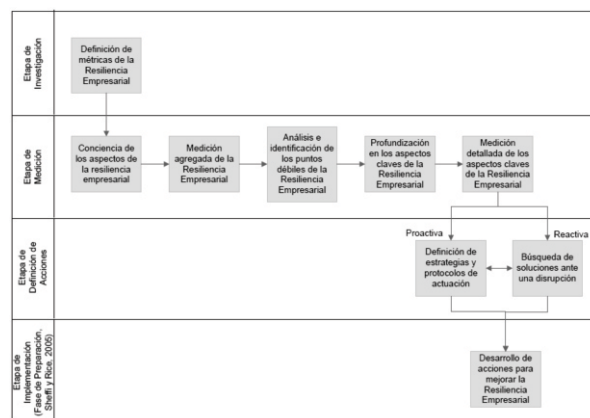 Etapa de
Investigación
Definición de
métricas de la
Resiliencia
Empresarial
Etapa de
Medición
Conciencia de
los aspectos de
la resiliencia
empresarial
Medición
agregada de la
Resiliencia
Empresarial
Análisis e
identificación de
los puntos
débiles de la
Resiliencia
Empresarial
Profundización
en los aspectos
claves de la
Resiliencia
Empresarial
Medición
detallada de los
aspectos claves
de la Resiliencia
Empresarial
Etapa de
Definición de
Acciones
Proactiva
Reactiva
Definición de
estrategias y
protocolos de
actuación
Búsqueda de
soluciones ante
una disrupción
Etapa de
Implementación
(Fase de Preparación,
Sheffi y Rice, 2005)
Desarrollo de
acciones para
mejorar la
Resiliencia
Empresarial